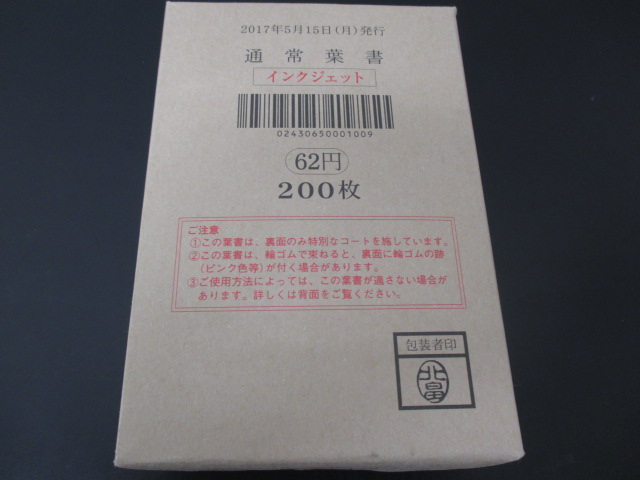 2017年5月15日(月)発行
通常葉書
インクジェット
02430650001009
62円
200枚
ご注意
①この葉書は、裏面のみ特別なコートを施しています。
②この葉書は、輪ゴムで束ねると、裏面に輪ゴムの跡
(ピンク色等)が付く場合があります。
③ご使用方法によっては、この葉書が適さない場合が
あります。詳しくは背面をご覧ください。
包装者印
北畠